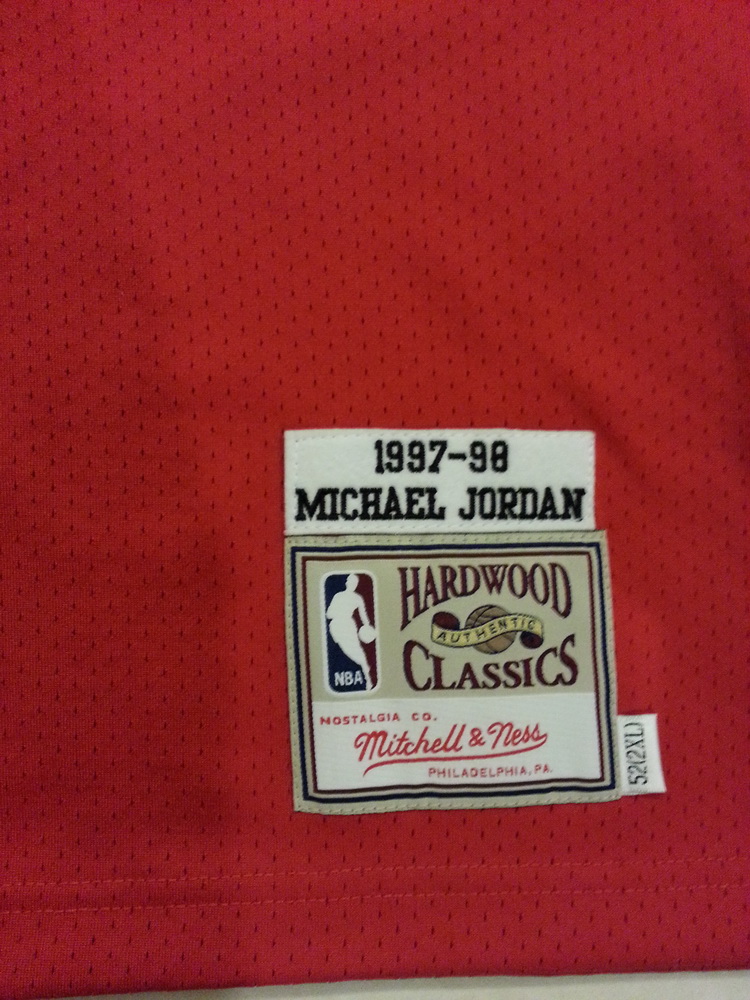 1997-98
MICHAEL JORDAN
HARDWOOD
AUTHENTIC
CLASSICS
NBA
NOSTALGIA CO.
Mitchell & Ness
PHILADELPHIA, PA.
52(2XL)